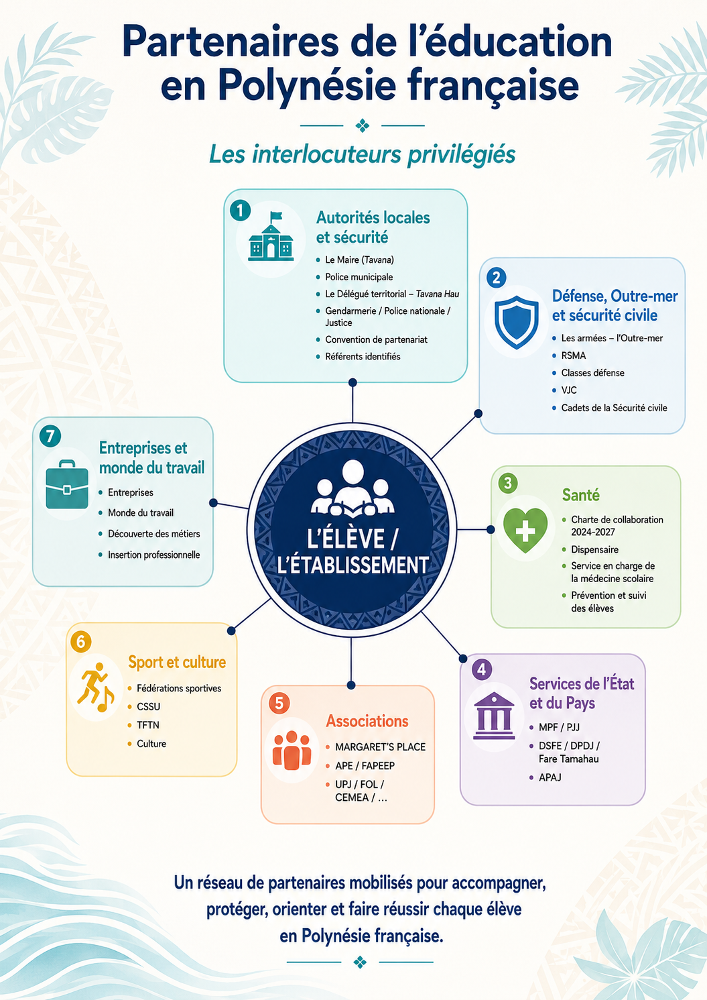 Partenaires de l'éducation
en Polynésie française
Les interlocuteurs privilégiés
1
Autorités locales
et sécurité
• Le Maire (Tavana)
• Police municipale
• Le Délégué territorial – Tavana Hau
• Gendarmerie / Police nationale /
Justice
• Convention de partenariat
• Référents identifiés
2
Défense, Outre-mer
et sécurité civile
• Les armées – l'Outre-mer
• RSMA
• Classes défense
• VJC
• Cadets de la Sécurité civile
3
Santé
• Charte de collaboration
2024-2027
• Dispensaire
• Service en charge de
la médecine scolaire
• Prévention et suivi
des élèves
4
Services de l'État
et du Pays
• MPF / PJJ
• DSFE / DPDJ /
Fare Tamahau
• APAJ
5
Associations
• MARGARET'S PLACE
• APE / FAPEEP
• UPJ / FOL /
CEMEA / ...
6
Sport et culture
• Fédérations sportives
• CSSU
• TFTN
• Culture
7
Entreprises et
monde du travail
• Entreprises
• Monde du travail
• Découverte des métiers
• Insertion professionnelle
L'ÉLÈVE /
L'ÉTABLISSEMENT
Un réseau de partenaires mobilisés pour accompagner,
protéger, orienter et faire réussir chaque élève
en Polynésie française.